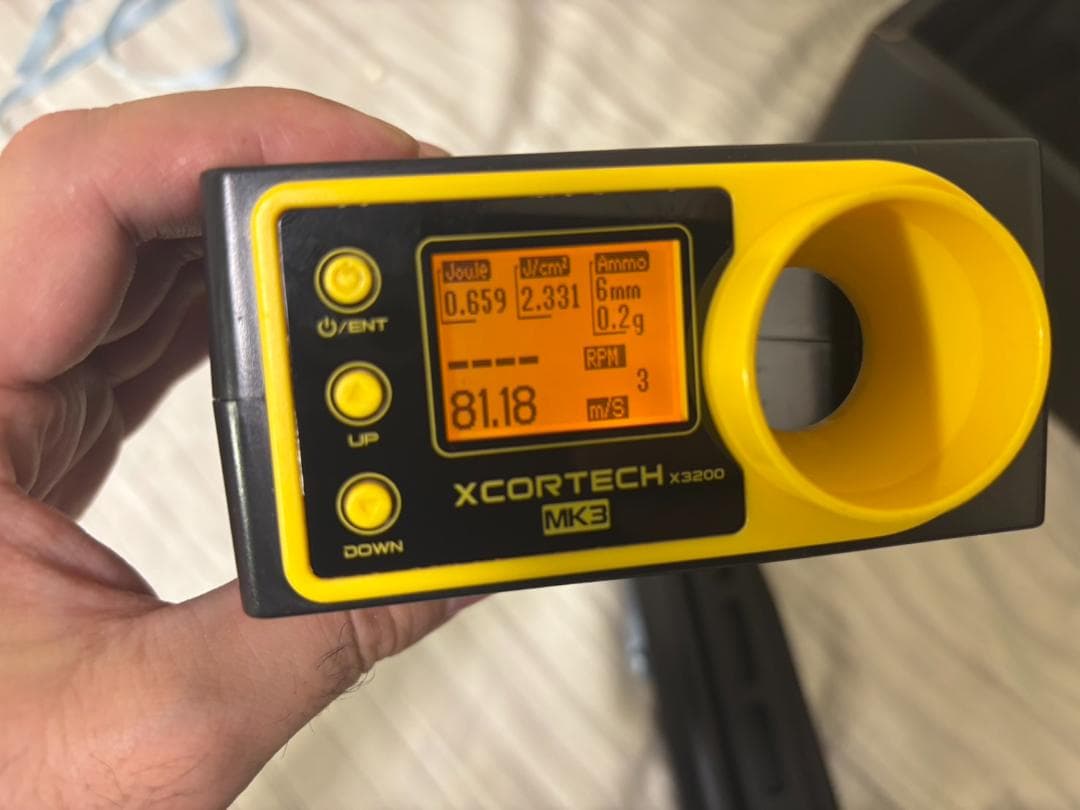 Joule J/cm² Ammo
0.659 2.331 6mm
0.2g
---- RPM
3
81.18 m/S
⏻/ENT
UP
DOWN
XCORTECH X3200
MK3